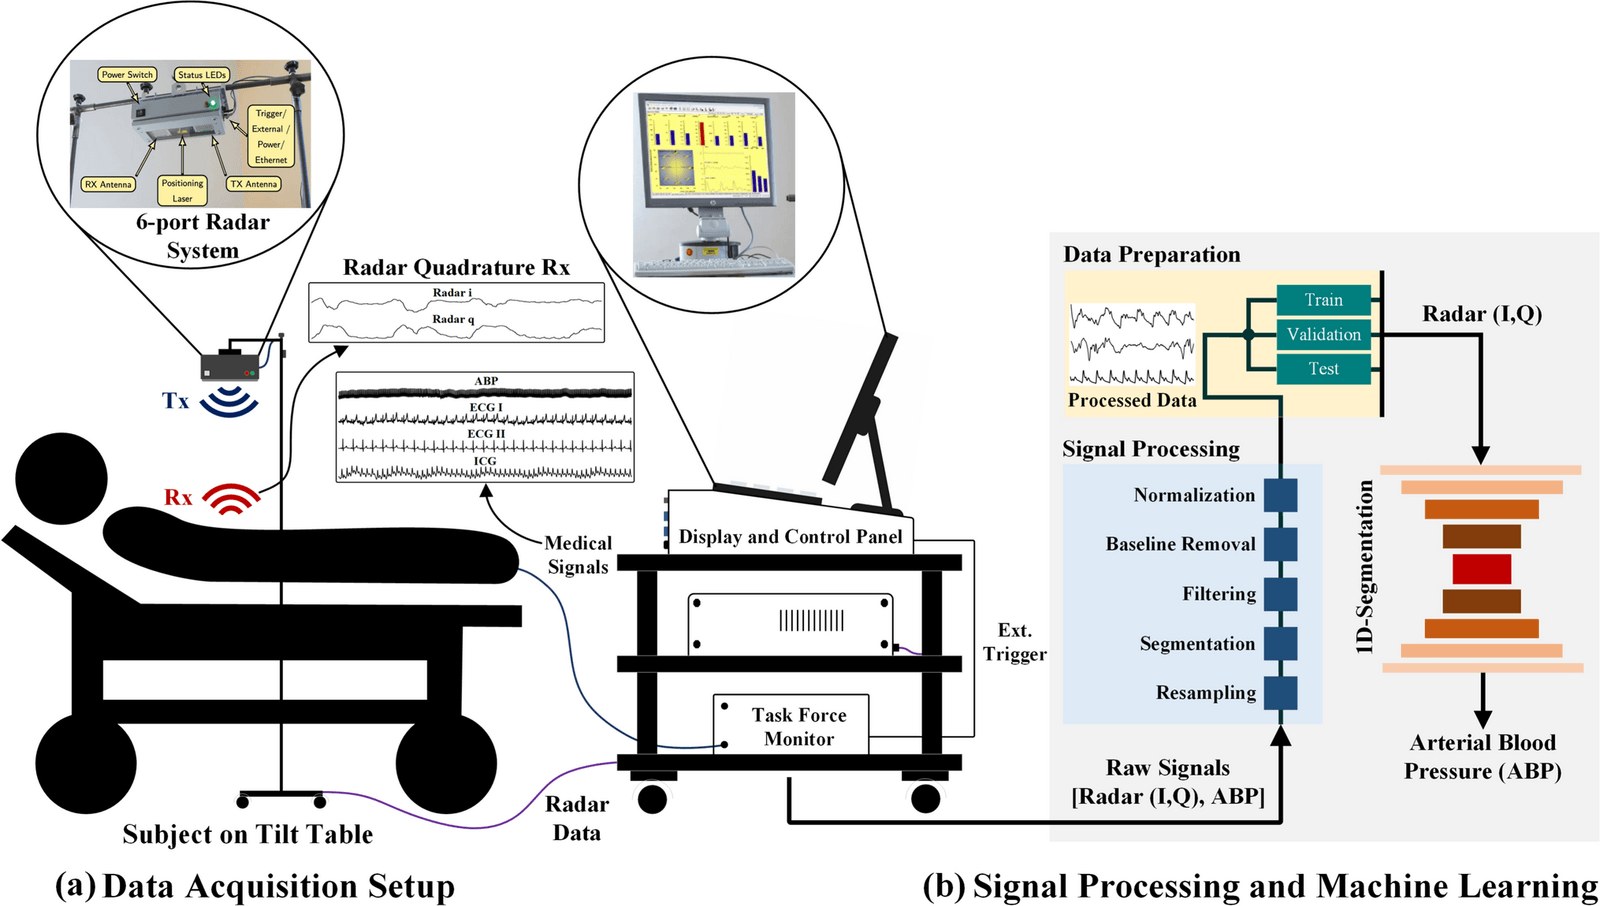 Power Switch
Status LEDs
Trigger/
External /
Power/
Ethernet
RX Antenna
Positioning
Laser
TX Antenna
6-port Radar
System
Radar Quadrature Rx
Radar i
Radar q
Tx
ABP
ECG I
ECG II
ICG
Rx
Medical
Signals
Display and Control Panel
Ext.
Trigger
Task Force
Monitor
Radar
Data
Subject on Tilt Table
(a) Data Acquisition Setup
Data Preparation
Train
Validation
Test
Processed Data
Radar (I,Q)
Signal Processing
Normalization
Baseline Removal
Filtering
Segmentation
Resampling
1D-Segmentation
Raw Signals
[Radar (I,Q), ABP]
Arterial Blood
Pressure (ABP)
(b) Signal Processing and Machine Learning